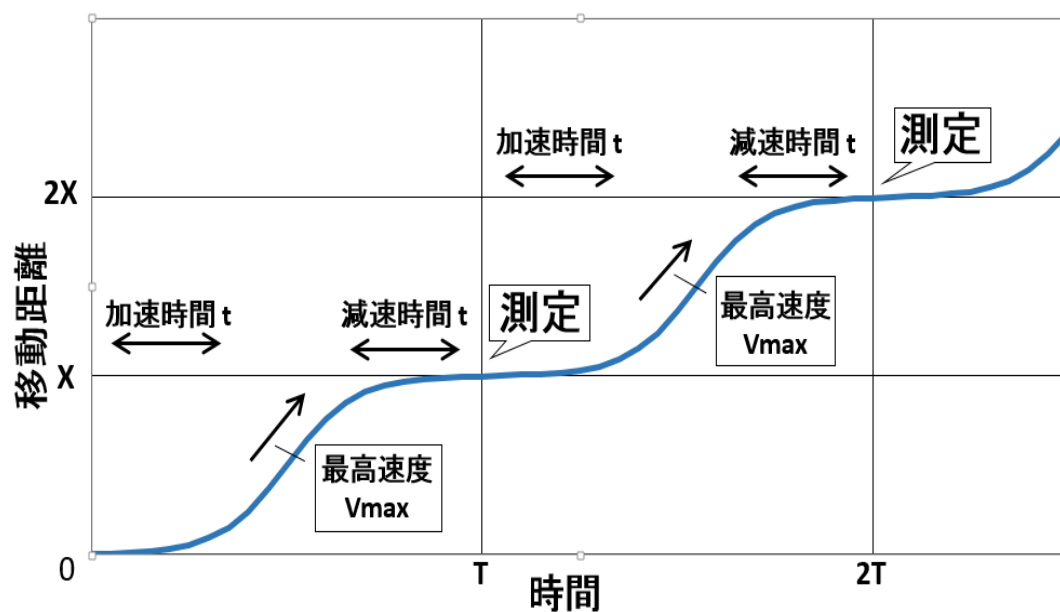 加速時間 t
減速時間 t
測定
2X
移動距離
加速時間 t
減速時間 t
測定
最高速度
Vmax
X
最高速度
Vmax
0
T
2T
時間